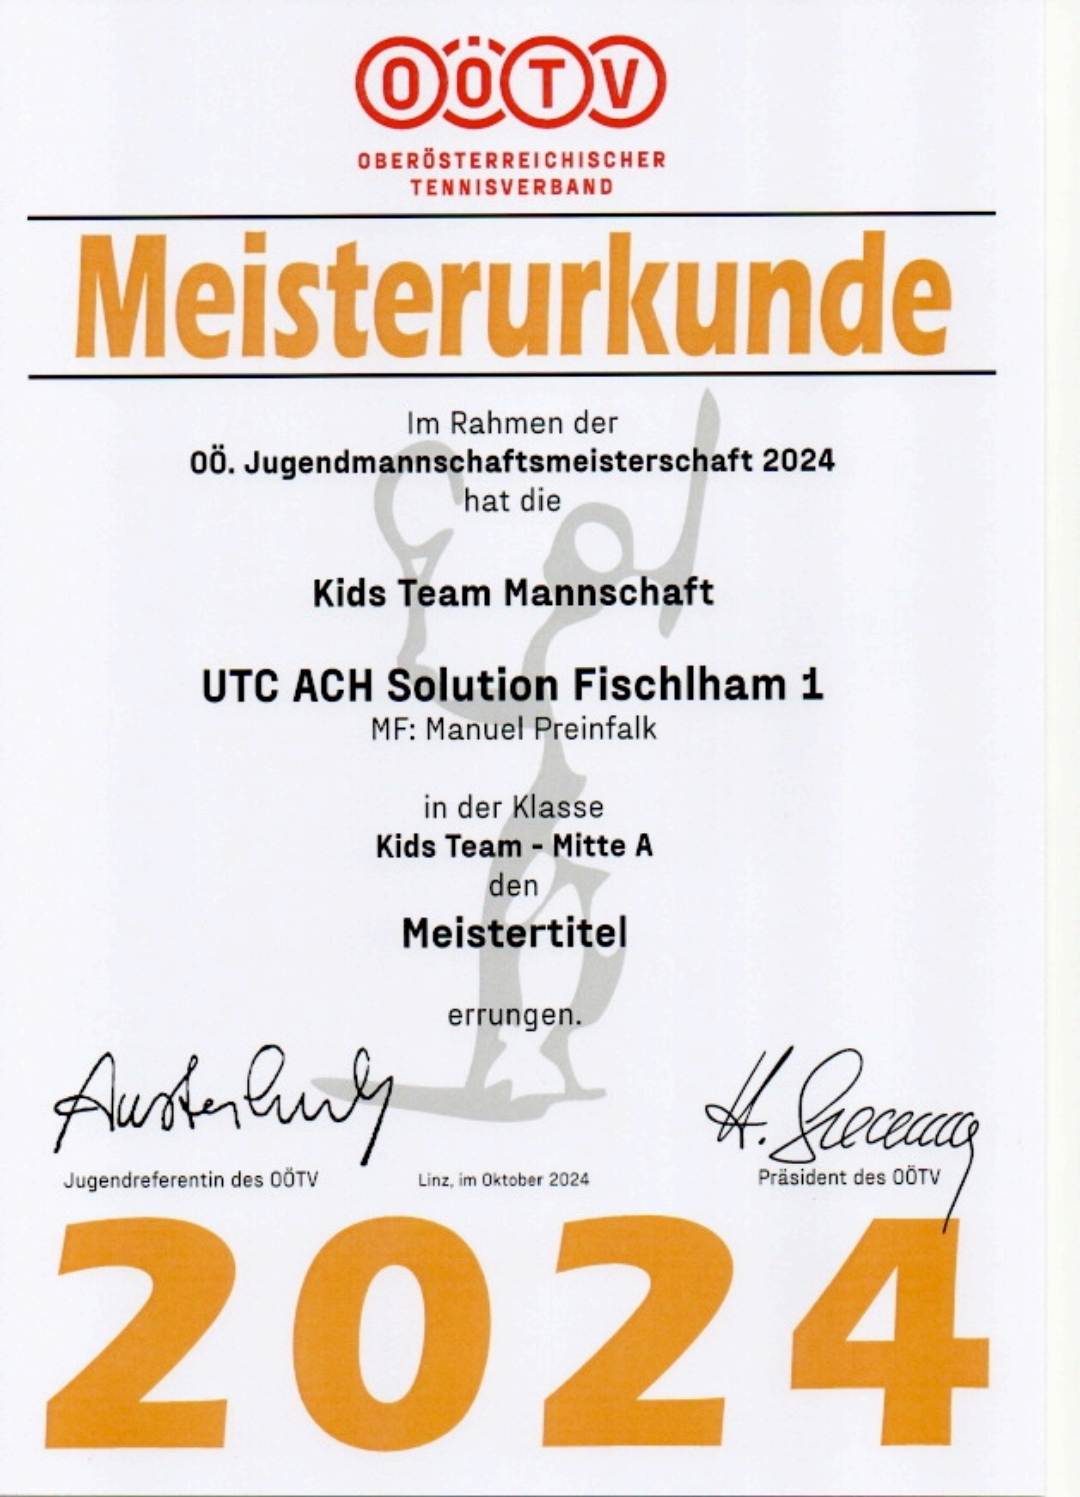 OÖTV
OBERÖSTERREICHISCHER
TENNISVERBAND
Meisterurkunde
Im Rahmen der
OÖ. Jugendmannschaftsmeisterschaft 2024
hat die
Kids Team Mannschaft
UTC ACH Solution Fischlham 1
MF: Manuel Preinfalk
in der Klasse
Kids Team - Mitte A
den
Meistertitel
errungen.
Jugendreferentin des OÖTV
Linz, im Oktober 2024
Präsident des OÖTV
2024